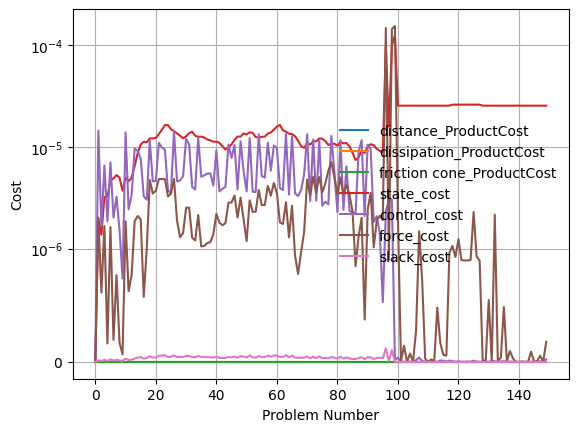 10⁻⁴
10⁻⁵
10⁻⁶
0
Cost
distance_ProductCost
dissipation_ProductCost
friction cone_ProductCost
state_cost
control_cost
force_cost
slack_cost
0 20 40 60 80 100 120 140
Problem Number